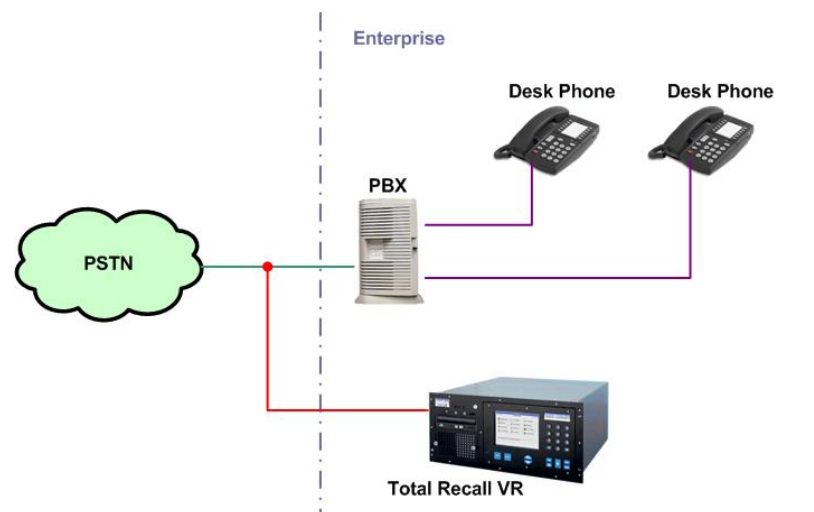 Enterprise
Desk Phone
Desk Phone
PBX
PSTN
Total Recall VR